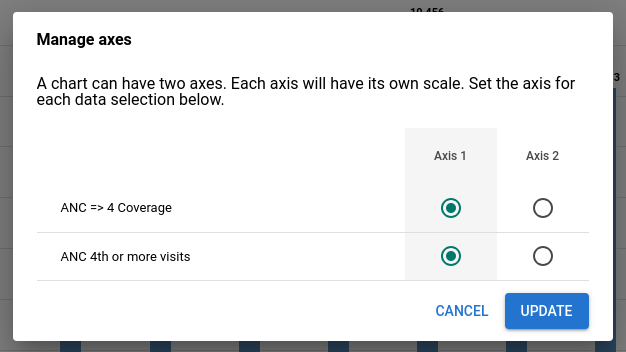 Manage axes
A chart can have two axes. Each axis will have its own scale. Set the axis for
each data selection below.
Axis 1 Axis 2
ANC => 4 Coverage
ANC 4th or more visits
CANCEL UPDATE